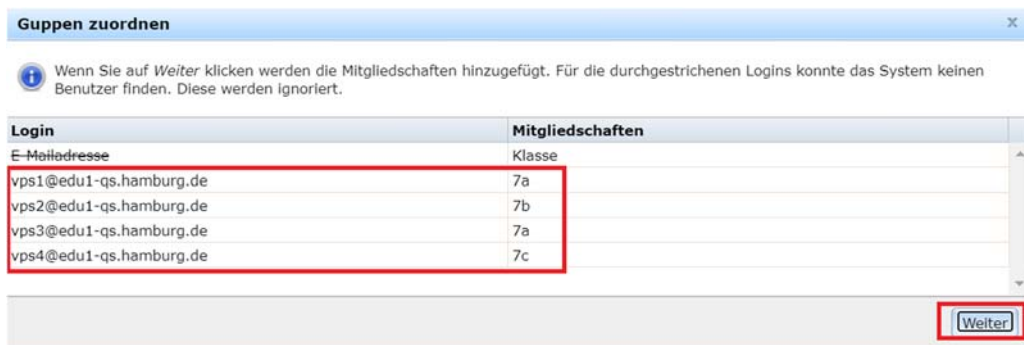 Guppen zuordnen x
Wenn Sie auf Weiter klicken werden die Mitgliedschaften hinzugefügt. Für die durchgestrichenen Logins konnte das System keinen
Benutzer finden. Diese werden ignoriert.
Login Mitgliedschaften
E-Mailadresse Klasse
vps1@edu1-qs.hamburg.de 7a
vps2@edu1-qs.hamburg.de 7b
vps3@edu1-qs.hamburg.de 7a
vps4@edu1-qs.hamburg.de 7c
Weiter